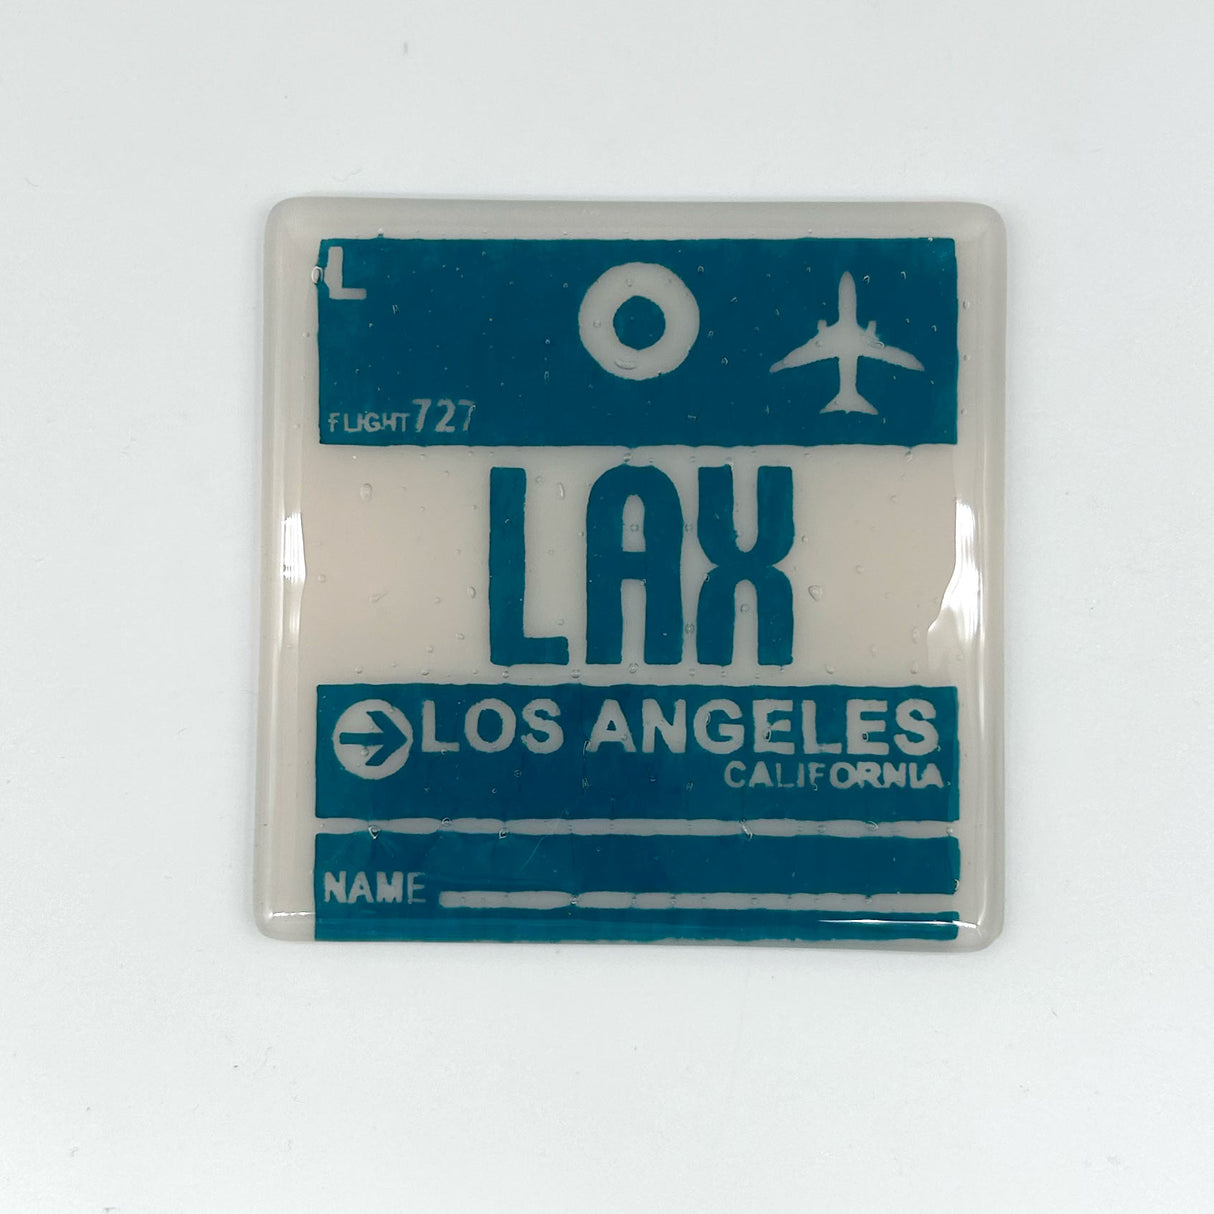 L
FLIGHT 727
LAX
LOS ANGELES
CALIFORNIA
NAME